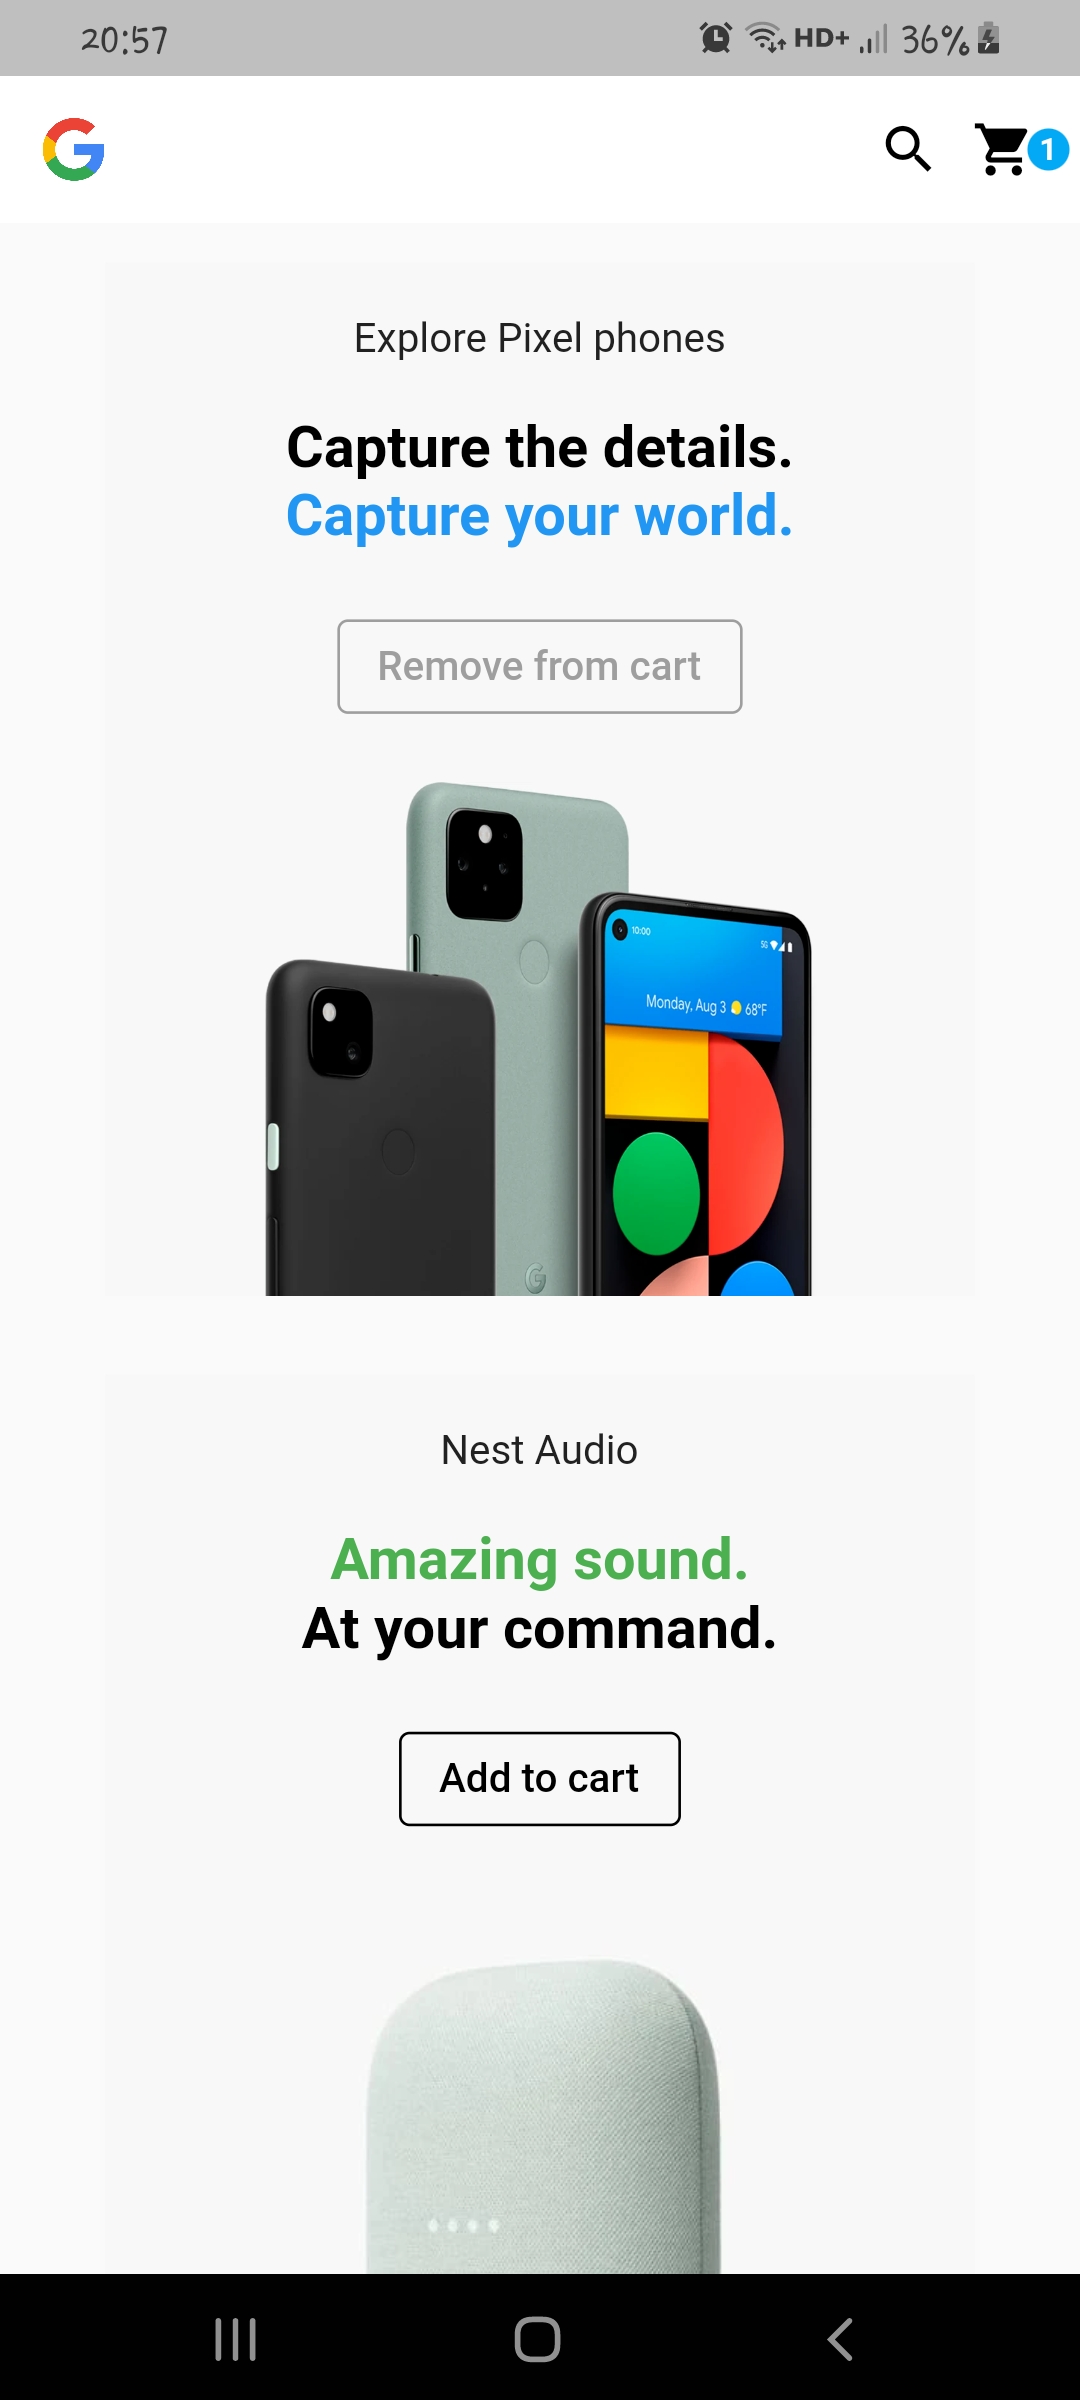 20:57
HD+ 36%
1
Explore Pixel phones
Capture the details.
Capture your world.
Remove from cart
10:00
5G
Monday, Aug 3 68°F
G
Nest Audio
Amazing sound.
At your command.
Add to cart